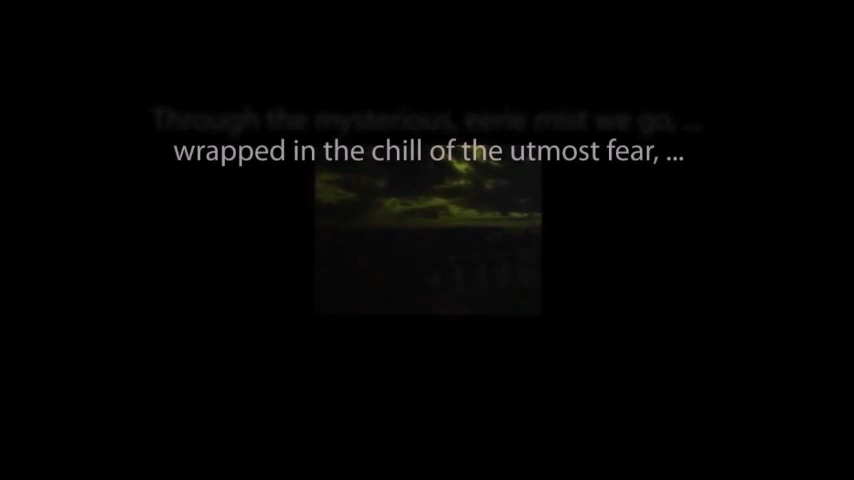 Through the mysterious, eerie mist we go, ...
wrapped in the chill of the utmost fear, ...